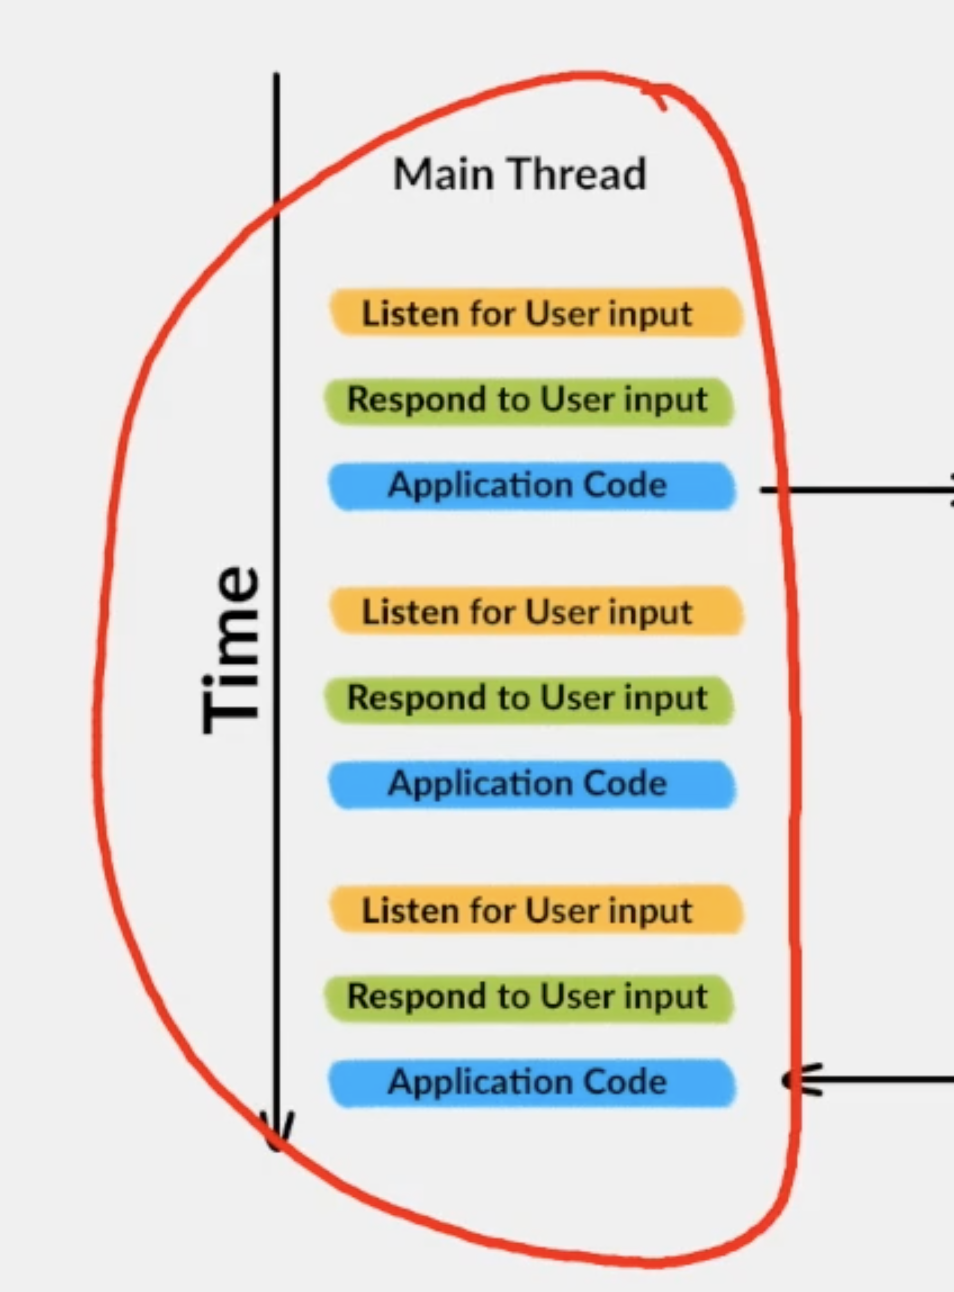 Main Thread
Listen for User input
Respond to User input
Application Code
Time
Listen for User input
Respond to User input
Application Code
Listen for User input
Respond to User input
Application Code